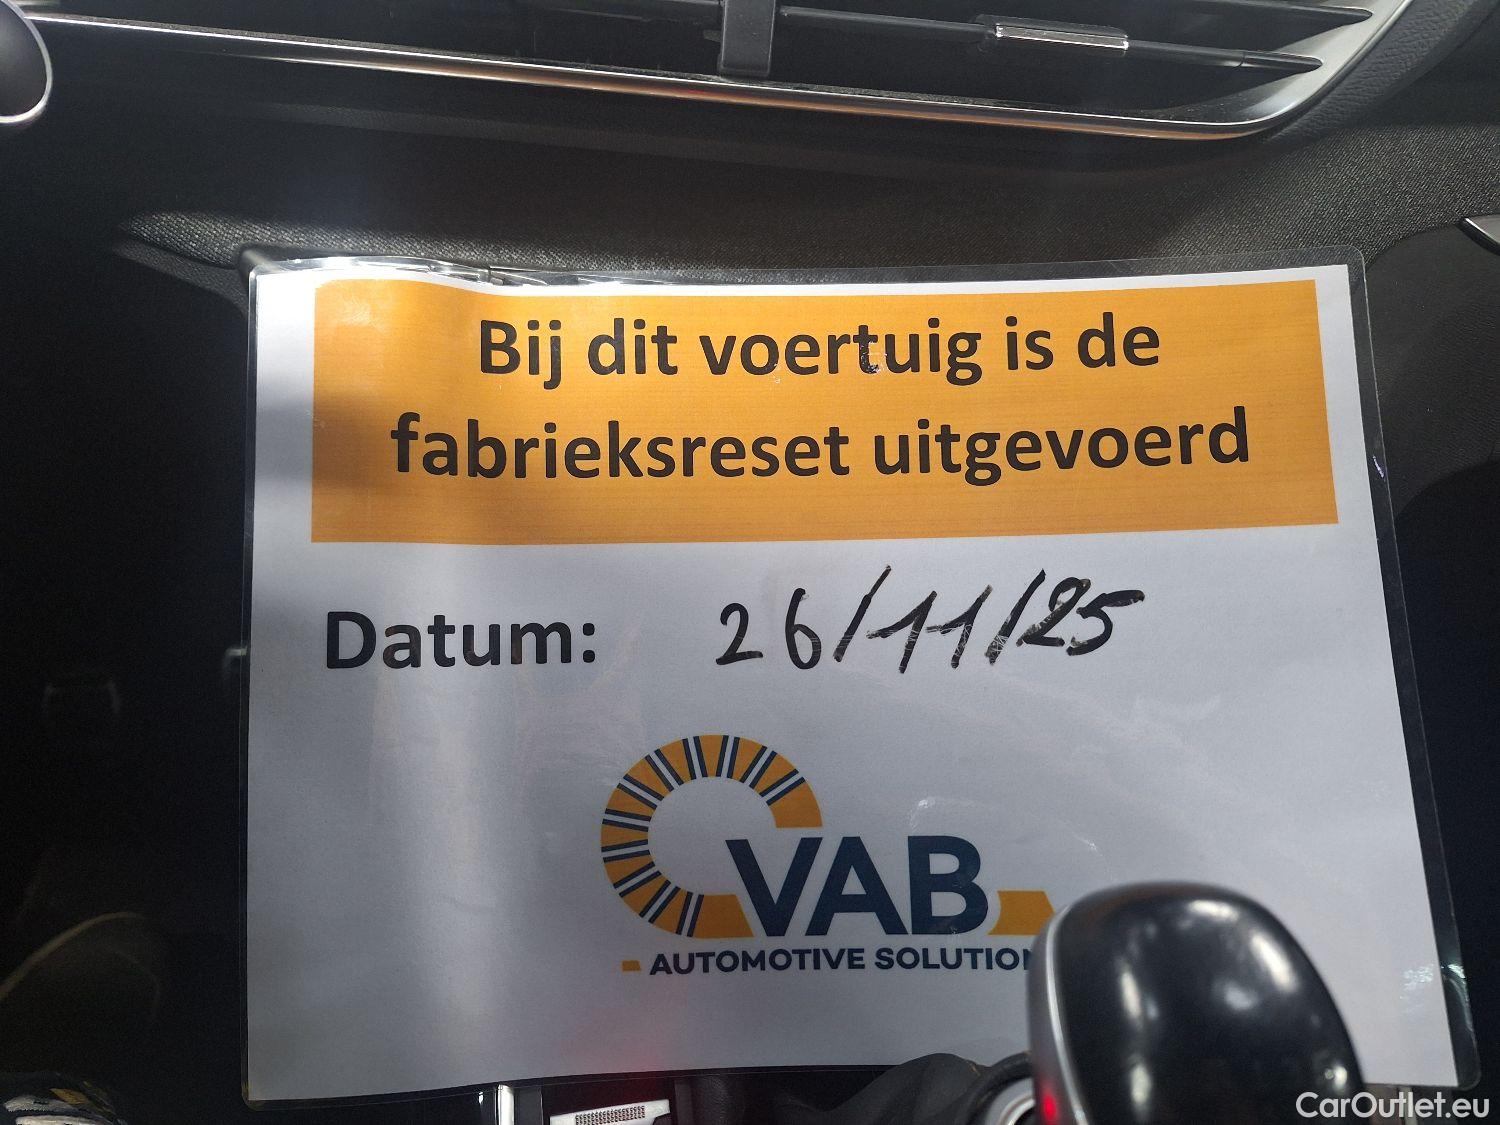 Bij dit voertuig is de
fabrieksreset uitgevoerd
Datum: 26/11/25
VAB
AUTOMOTIVE SOLUTION
CarOutlet.eu